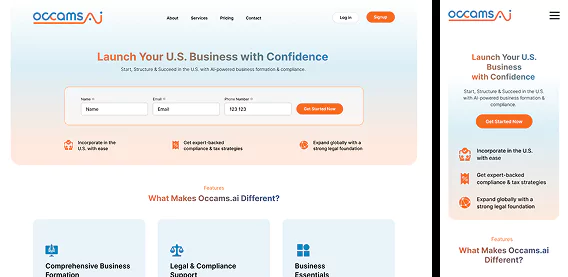 occams Ai
About Services Pricing Contact
Log in
Signup
Launch Your U.S. Business with Confidence
Start, Structure & Succeed in the U.S. with AI-powered business formation & compliance.
Name *
Email *
Phone Number *
Name
Email
123 123
Get Started Now
Incorporate in the
U.S. with ease
Get expert-backed
compliance & tax strategies
Expand globally with a
strong legal foundation
Features
What Makes Occams.ai Different?
Comprehensive Business
Formation
Legal & Compliance
Support
Business
Essentials
occams Ai
Launch Your U.S.
Business
with Confidence
Start, Structure & Succeed in the U.S.
with AI-powered business formation &
compliance.
Get Started Now
Incorporate in the U.S.
with ease
Get expert-backed
compliance & tax strategies
Expand globally with a
strong legal foundation
Features
What Makes Occams.ai
Different?